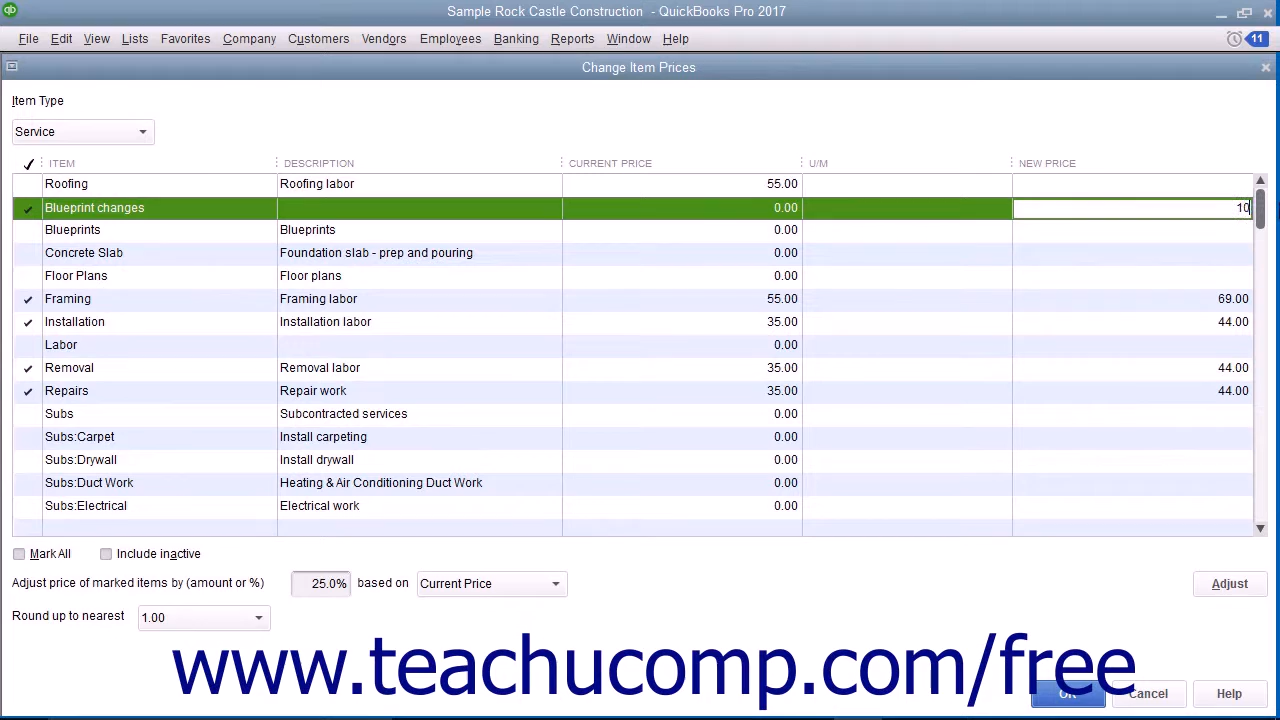 Sample Rock Castle Construction - QuickBooks Pro 2017
File Edit View Lists Favorites Company Customers Vendors Employees Banking Reports Window Help 11
Change Item Prices
Item Type
Service
ITEM DESCRIPTION CURRENT PRICE U/M NEW PRICE
Roofing Roofing labor 55.00
Blueprint changes 0.00 10
Blueprints Blueprints 0.00
Concrete Slab Foundation slab - prep and pouring 0.00
Floor Plans Floor plans 0.00
Framing Framing labor 55.00 69.00
Installation Installation labor 35.00 44.00
Labor 0.00
Removal Removal labor 35.00 44.00
Repairs Repair work 35.00 44.00
Subs Subcontracted services 0.00
Subs:Carpet Install carpeting 0.00
Subs:Drywall Install drywall 0.00
Subs:Duct Work Heating & Air Conditioning Duct Work 0.00
Subs:Electrical Electrical work 0.00
Mark All Include inactive
Adjust price of marked items by (amount or %) 25.0% based on Current Price Adjust
Round up to nearest 1.00
www.teachucomp.com/free
OK Cancel Help